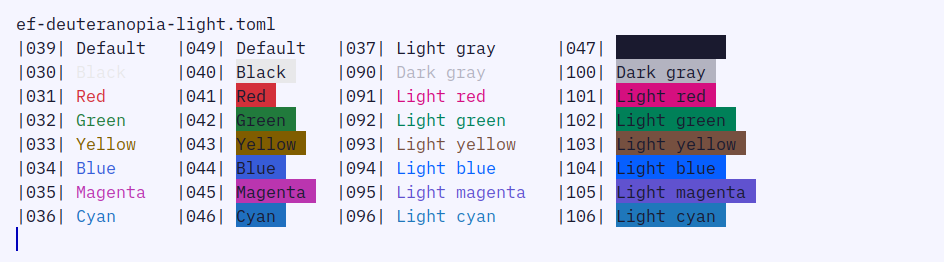 ef-deuteranopia-light.toml
|039| Default |049| Default |037| Light gray |047|
|030| Black |040| Black |090| Dark gray |100| Dark gray
|031| Red |041| Red |091| Light red |101| Light red
|032| Green |042| Green |092| Light green |102| Light green
|033| Yellow |043| Yellow |093| Light yellow |103| Light yellow
|034| Blue |044| Blue |094| Light blue |104| Light blue
|035| Magenta |045| Magenta |095| Light magenta |105| Light magenta
|036| Cyan |046| Cyan |096| Light cyan |106| Light cyan